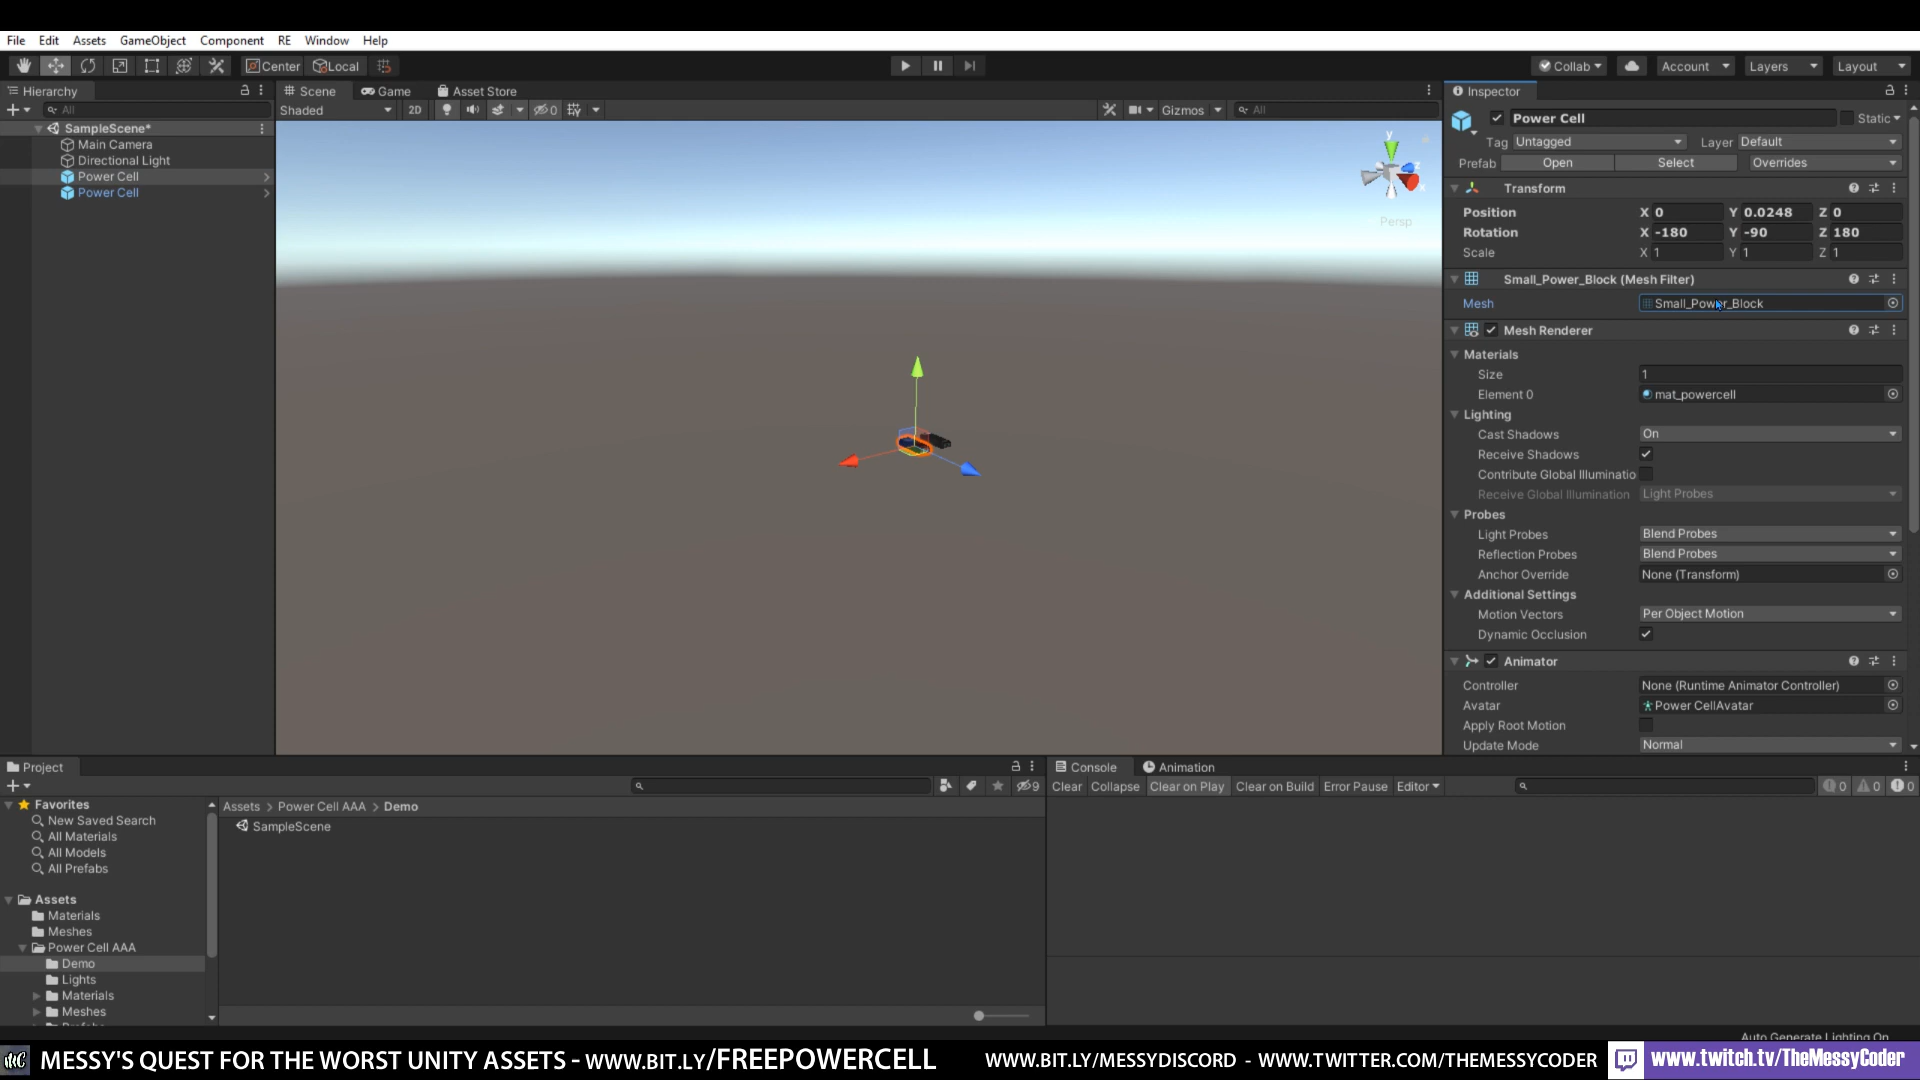 File Edit Assets GameObject Component RE Window Help
Center Local Collab Account Layers Layout
Hierarchy
All
SampleScene*
Main Camera
Directional Light
Power Cell
Power Cell
Scene Game Asset Store
Shaded 2D 0 Gizmos All
y
z
x
Persp
Inspector
Power Cell Static
Tag Untagged Layer Default
Prefab Open Select Overrides
Transform
Position X 0 Y 0.0248 Z 0
Rotation X -180 Y -90 Z 180
Scale X 1 Y 1 Z 1
Small_Power_Block (Mesh Filter)
Mesh Small_Power_Block
Mesh Renderer
Materials
Size 1
Element 0 mat_powercell
Lighting
Cast Shadows On
Receive Shadows
Contribute Global Illuminatio
Receive Global Illumination Light Probes
Probes
Light Probes Blend Probes
Reflection Probes Blend Probes
Anchor Override None (Transform)
Additional Settings
Motion Vectors Per Object Motion
Dynamic Occlusion
Animator
Controller None (Runtime Animator Controller)
Avatar Power CellAvatar
Apply Root Motion
Update Mode Normal
Project
9
Favorites
New Saved Search
All Materials
All Models
All Prefabs
Assets
Materials
Meshes
Power Cell AAA
Demo
Lights
Materials
Meshes
Assets > Power Cell AAA > Demo
SampleScene
Console Animation
Clear Collapse Clear on Play Clear on Build Error Pause Editor 0 0 0
Auto Generate Lighting On
MESSY'S QUEST FOR THE WORST UNITY ASSETS - WWW.BIT.LY/FREEPOWERCELL WWW.BIT.LY/MESSYDISCORD - WWW.TWITTER.COM/THEMESSYCODER www.twitch.tv/TheMessyCoder